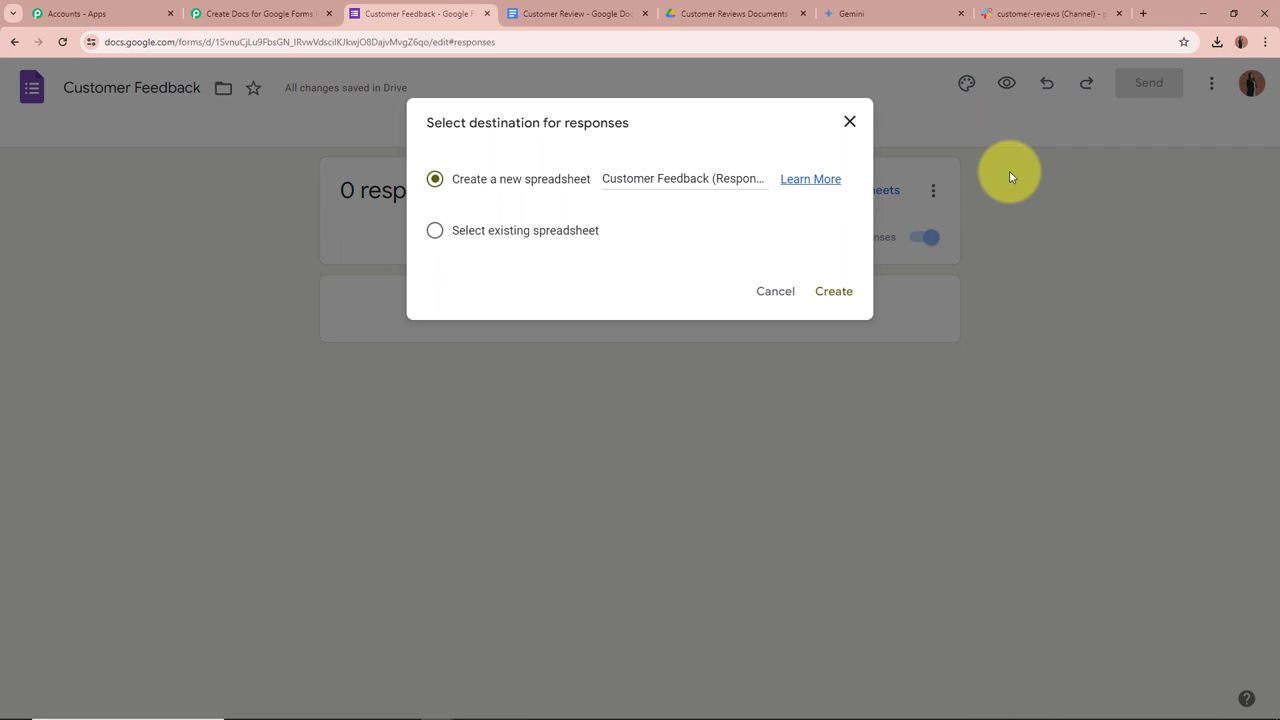 Accounts - Apps
Create Docs for Google Forms
Customer Feedback - Google F
Customer Review - Google Doc
Customer Reviews Documents
Gemini
customer-reviews (Channel) - p
docs.google.com/forms/d/1SvnuCjLu9FbsGN_lRvwVdscilKJkwjO8DajvMvgZ6qo/edit#responses
Customer Feedback
All changes saved in Drive
Send
Select destination for responses
0 resp
Create a new spreadsheet
Customer Feedback (Respon...
Learn More
eets
Select existing spreadsheet
nses
Cancel
Create